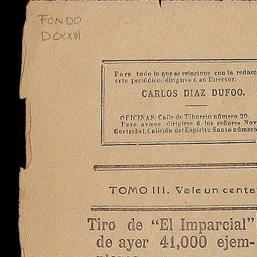 FONDO
DCXXIII
Para todo lo que se relacione con la redacc
este periódico, dirigirse á su Director:
CARLOS DIAZ DUFOO.
OFICINAS: Calle de Tiburcio número 20.
Para avisos, dirigirse á los señores Nov
Goetschel, Callejón del Espíritu Santo número
TOMO III. Vale un centa
Tiro de "El Imparcial"
de ayer 41,000 ejem-